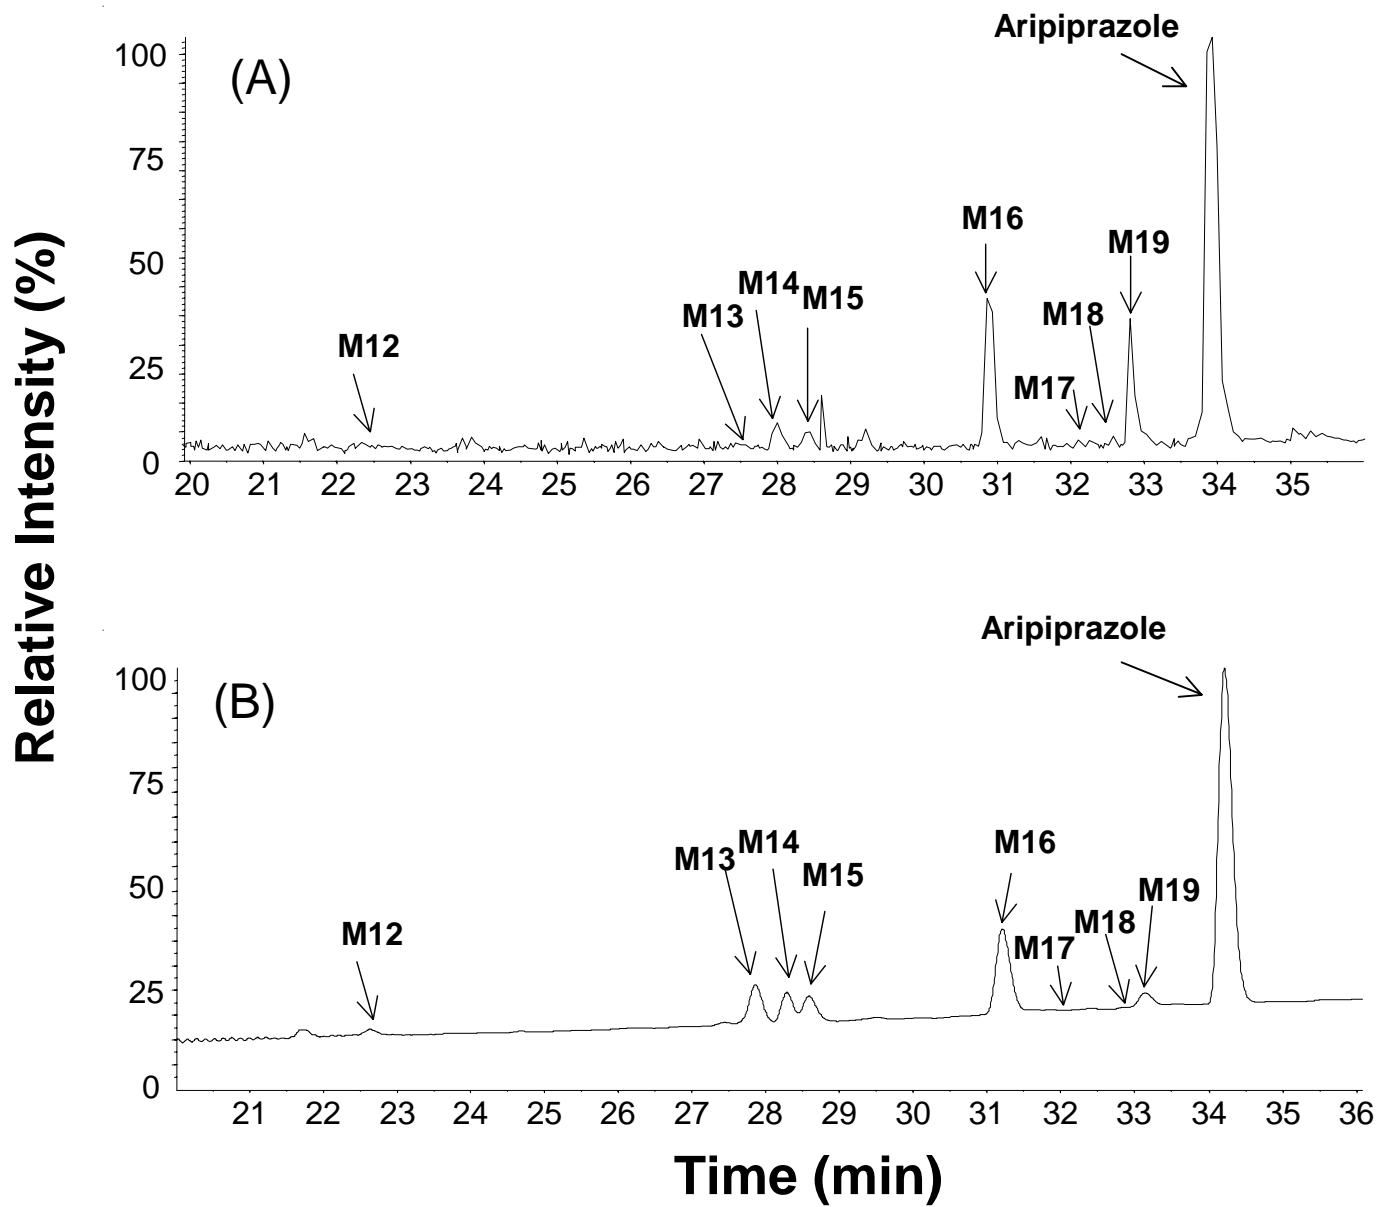 Relative Intensity (%)
(A)
Aripiprazole
100
75
50
25
0
M12
M13
M14
M15
M16
M17
M18
M19
20 21 22 23 24 25 26 27 28 29 30 31 32 33 34 35
(B)
Aripiprazole
100
75
50
25
0
M12
M13
M14
M15
M16
M17
M18
M19
21 22 23 24 25 26 27 28 29 30 31 32 33 34 35 36
Time (min)